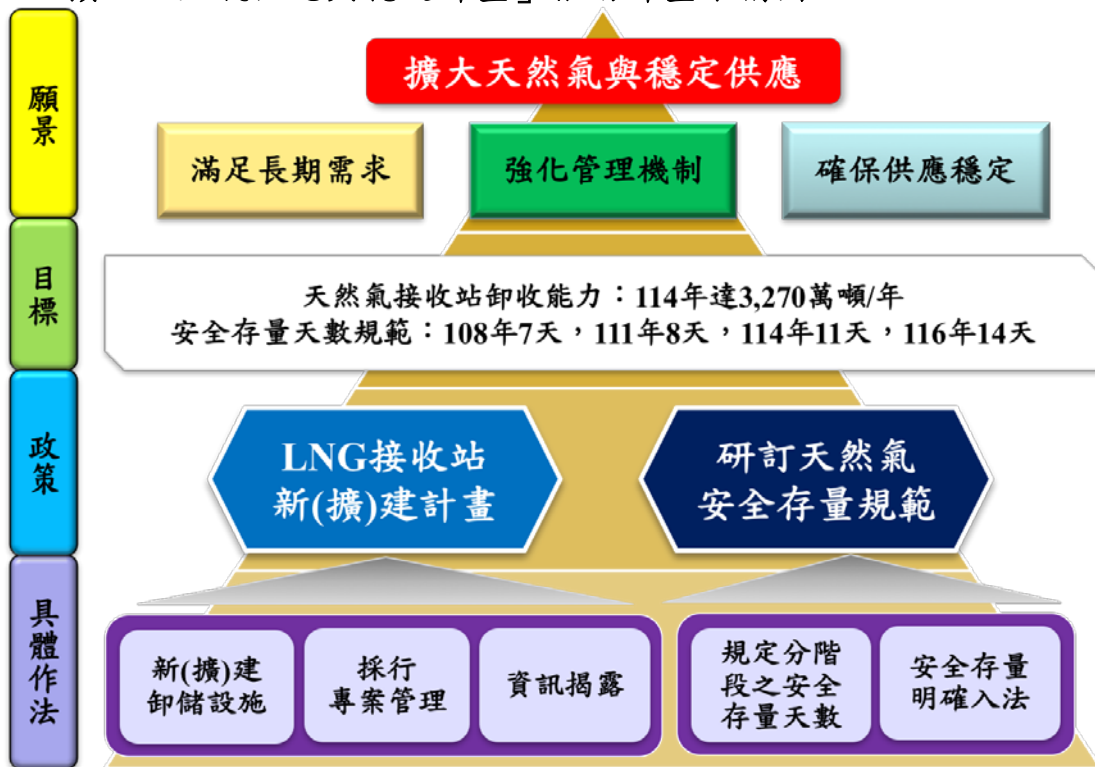 擴大天然氣與穩定供應
願景
滿足長期需求
強化管理機制
確保供應穩定
目標
天然氣接收站卸收能力：114年達3,270萬噸/年
安全存量天數規範：108年7天，111年8天，114年11天，116年14天
政策
LNG接收站
新(擴)建計畫
研訂天然氣
安全存量規範
具體作法
新(擴)建
卸儲設施
採行
專案管理
資訊揭露
規定分階
段之安全
存量天數
安全存量
明確入法